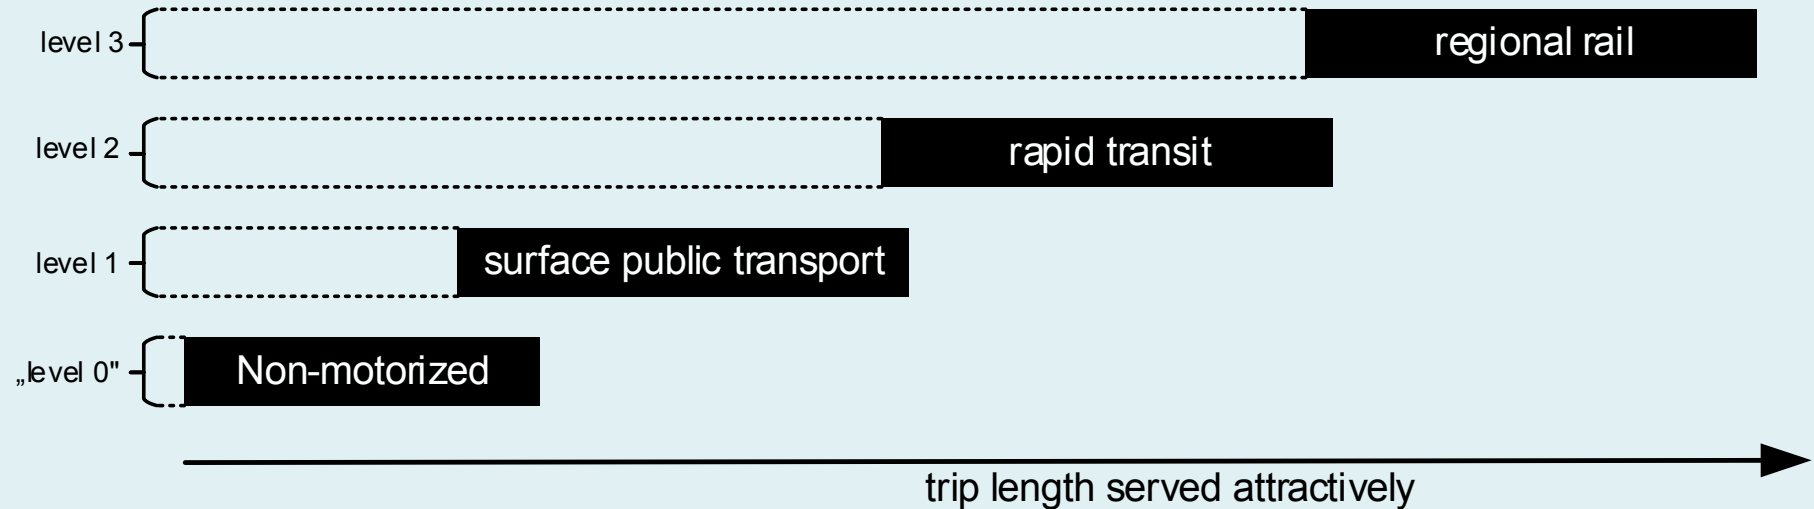 level 3 regional rail
level 2 rapid transit
level 1 surface public transport
„level 0" Non-motorized
trip length served attractively